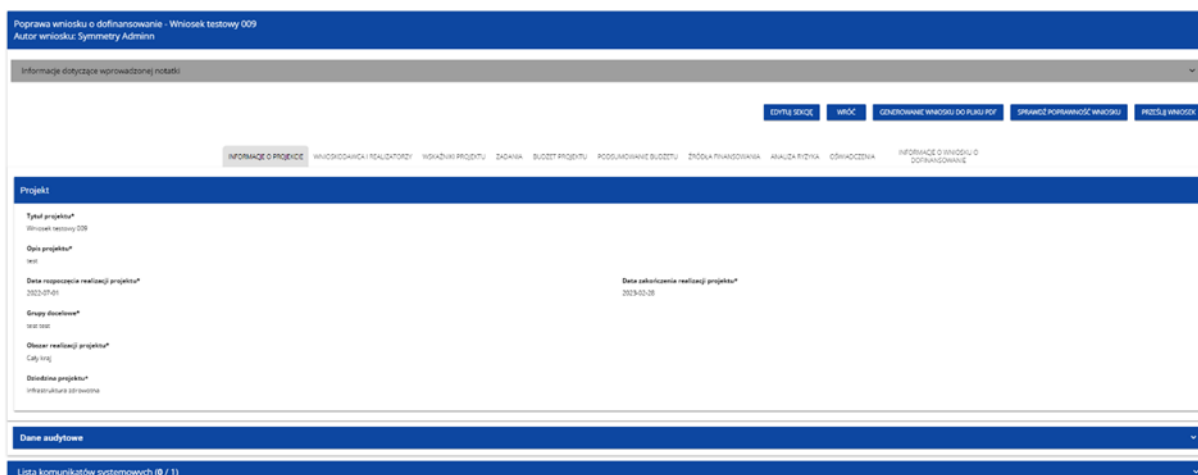 Poprawa wniosku o dofinansowanie - Wniosek testowy 009
Autor wniosku: Symmetry Adminn
Informacje dotyczące wprowadzonej notatki
EDYTUJ SEKCJĘ WRÓĆ GENEROWANIE WNIOSKU DO PLIKU PDF SPRAWDŹ POPRAWNOŚĆ WNIOSKU PRZEŚLIJ WNIOSEK
INFORMACJE O PROJEKCIE WNIOSKODAWCA I REALIZATORZY WSKAŹNIKI PROJEKTU ZADANIA BUDŻET PROJEKTU PODSUMOWANIE BUDŻETU ŹRÓDŁA FINANSOWANIA ANALIZA RYZYKA OŚWIADCZENIA INFORMACJE O WNIOSKU O
DOFINANSOWANIE
Projekt
Tytuł projektu*
Wniosek testowy 009
Opis projektu*
test
Data rozpoczęcie realizacji projektu* Data zakończenia realizacji projektu*
2022-07-01 2023-02-26
Grupy docelowe*
test test
Obszar realizacji projektu*
Cały kraj
Dziedzina projektu*
Infrastruktura zdrowotna
Dane audytowe
Lista komunikatów systemowych (0 / 1)